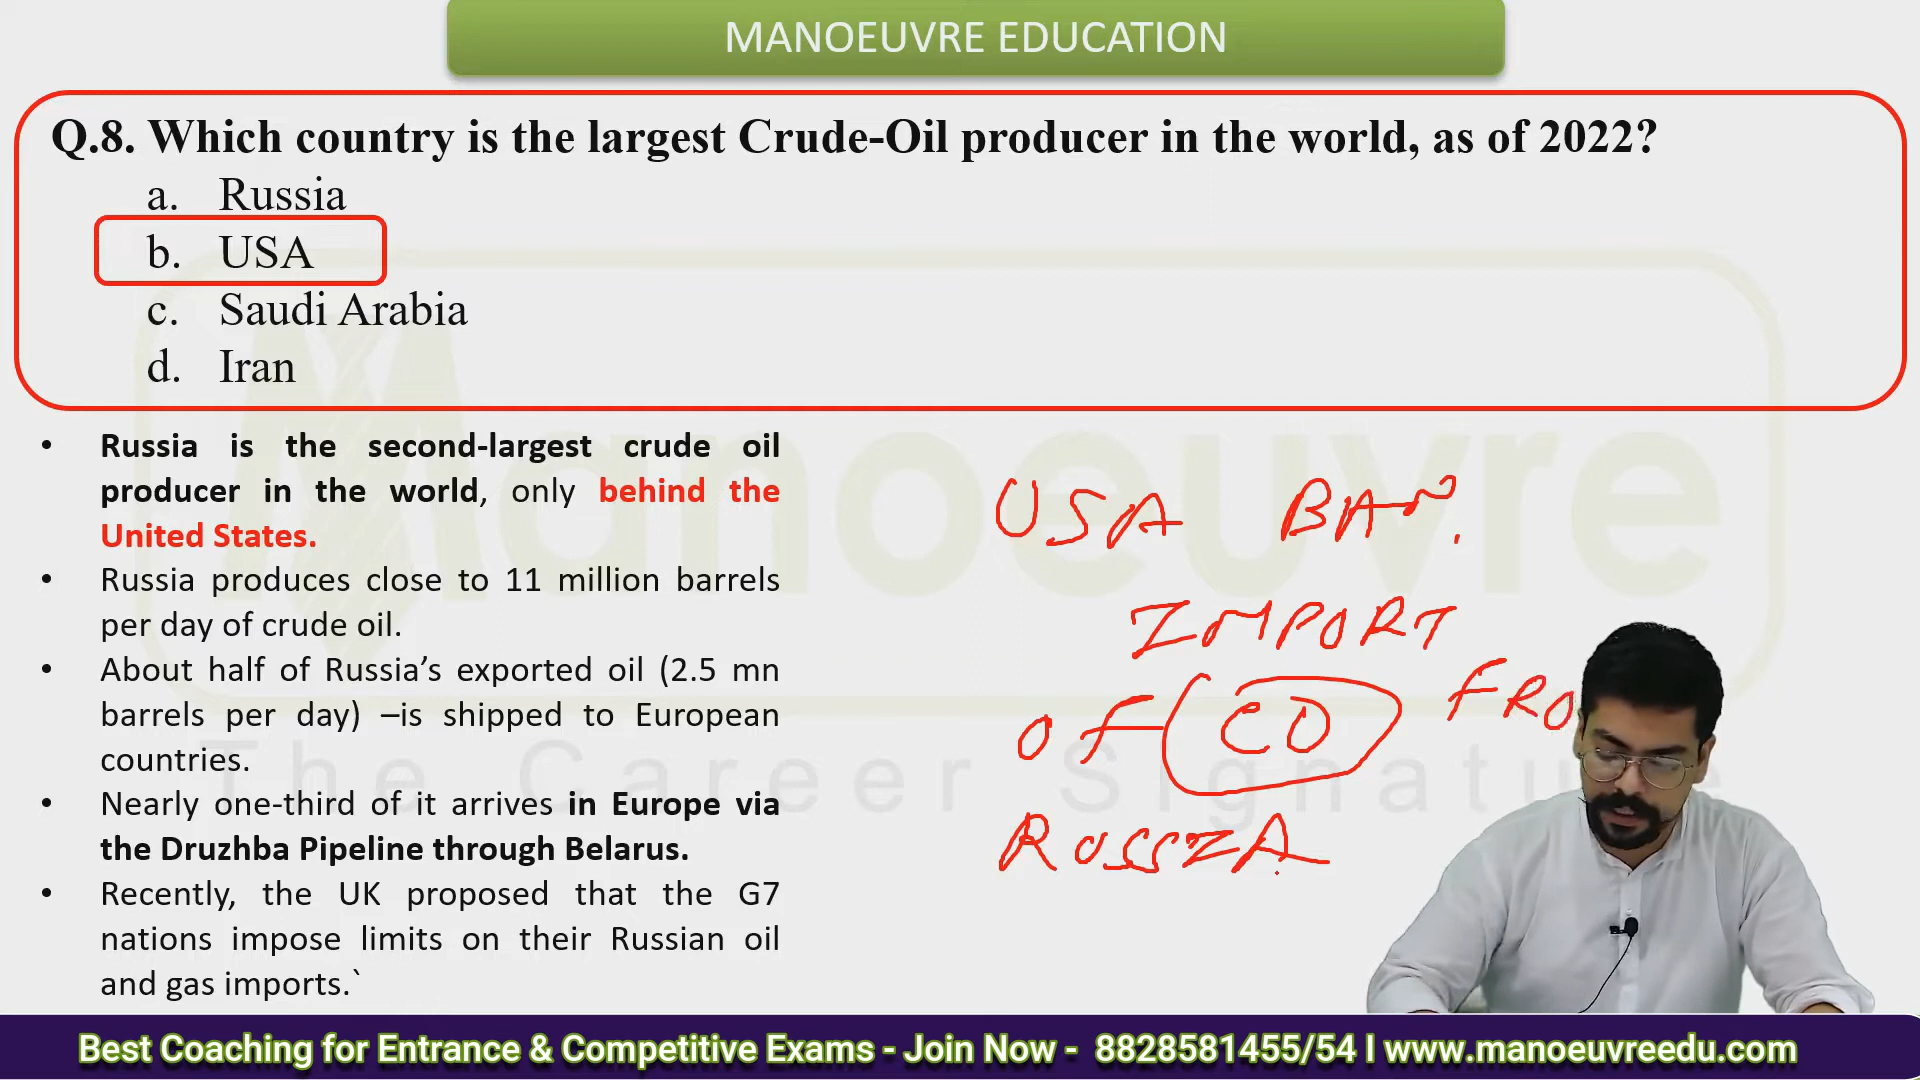 MANOEUVRE EDUCATION
Q.8. Which country is the largest Crude-Oil producer in the world, as of 2022?
a. Russia
b. USA
c. Saudi Arabia
d. Iran
• Russia is the second-largest crude oil
producer in the world, only behind the
United States.
• Russia produces close to 11 million barrels
per day of crude oil.
• About half of Russia’s exported oil (2.5 mn
barrels per day) –is shipped to European
countries.
• Nearly one-third of it arrives in Europe via
the Druzhba Pipeline through Belarus.
• Recently, the UK proposed that the G7
nations impose limits on their Russian oil
and gas imports.`
USA BAN.
IMPORT
OF CO FRO
RUSSIA
Manoeuvre
The Career Signature
Best Coaching for Entrance & Competitive Exams - Join Now - 8828581455/54 I www.manoeuvreedu.com